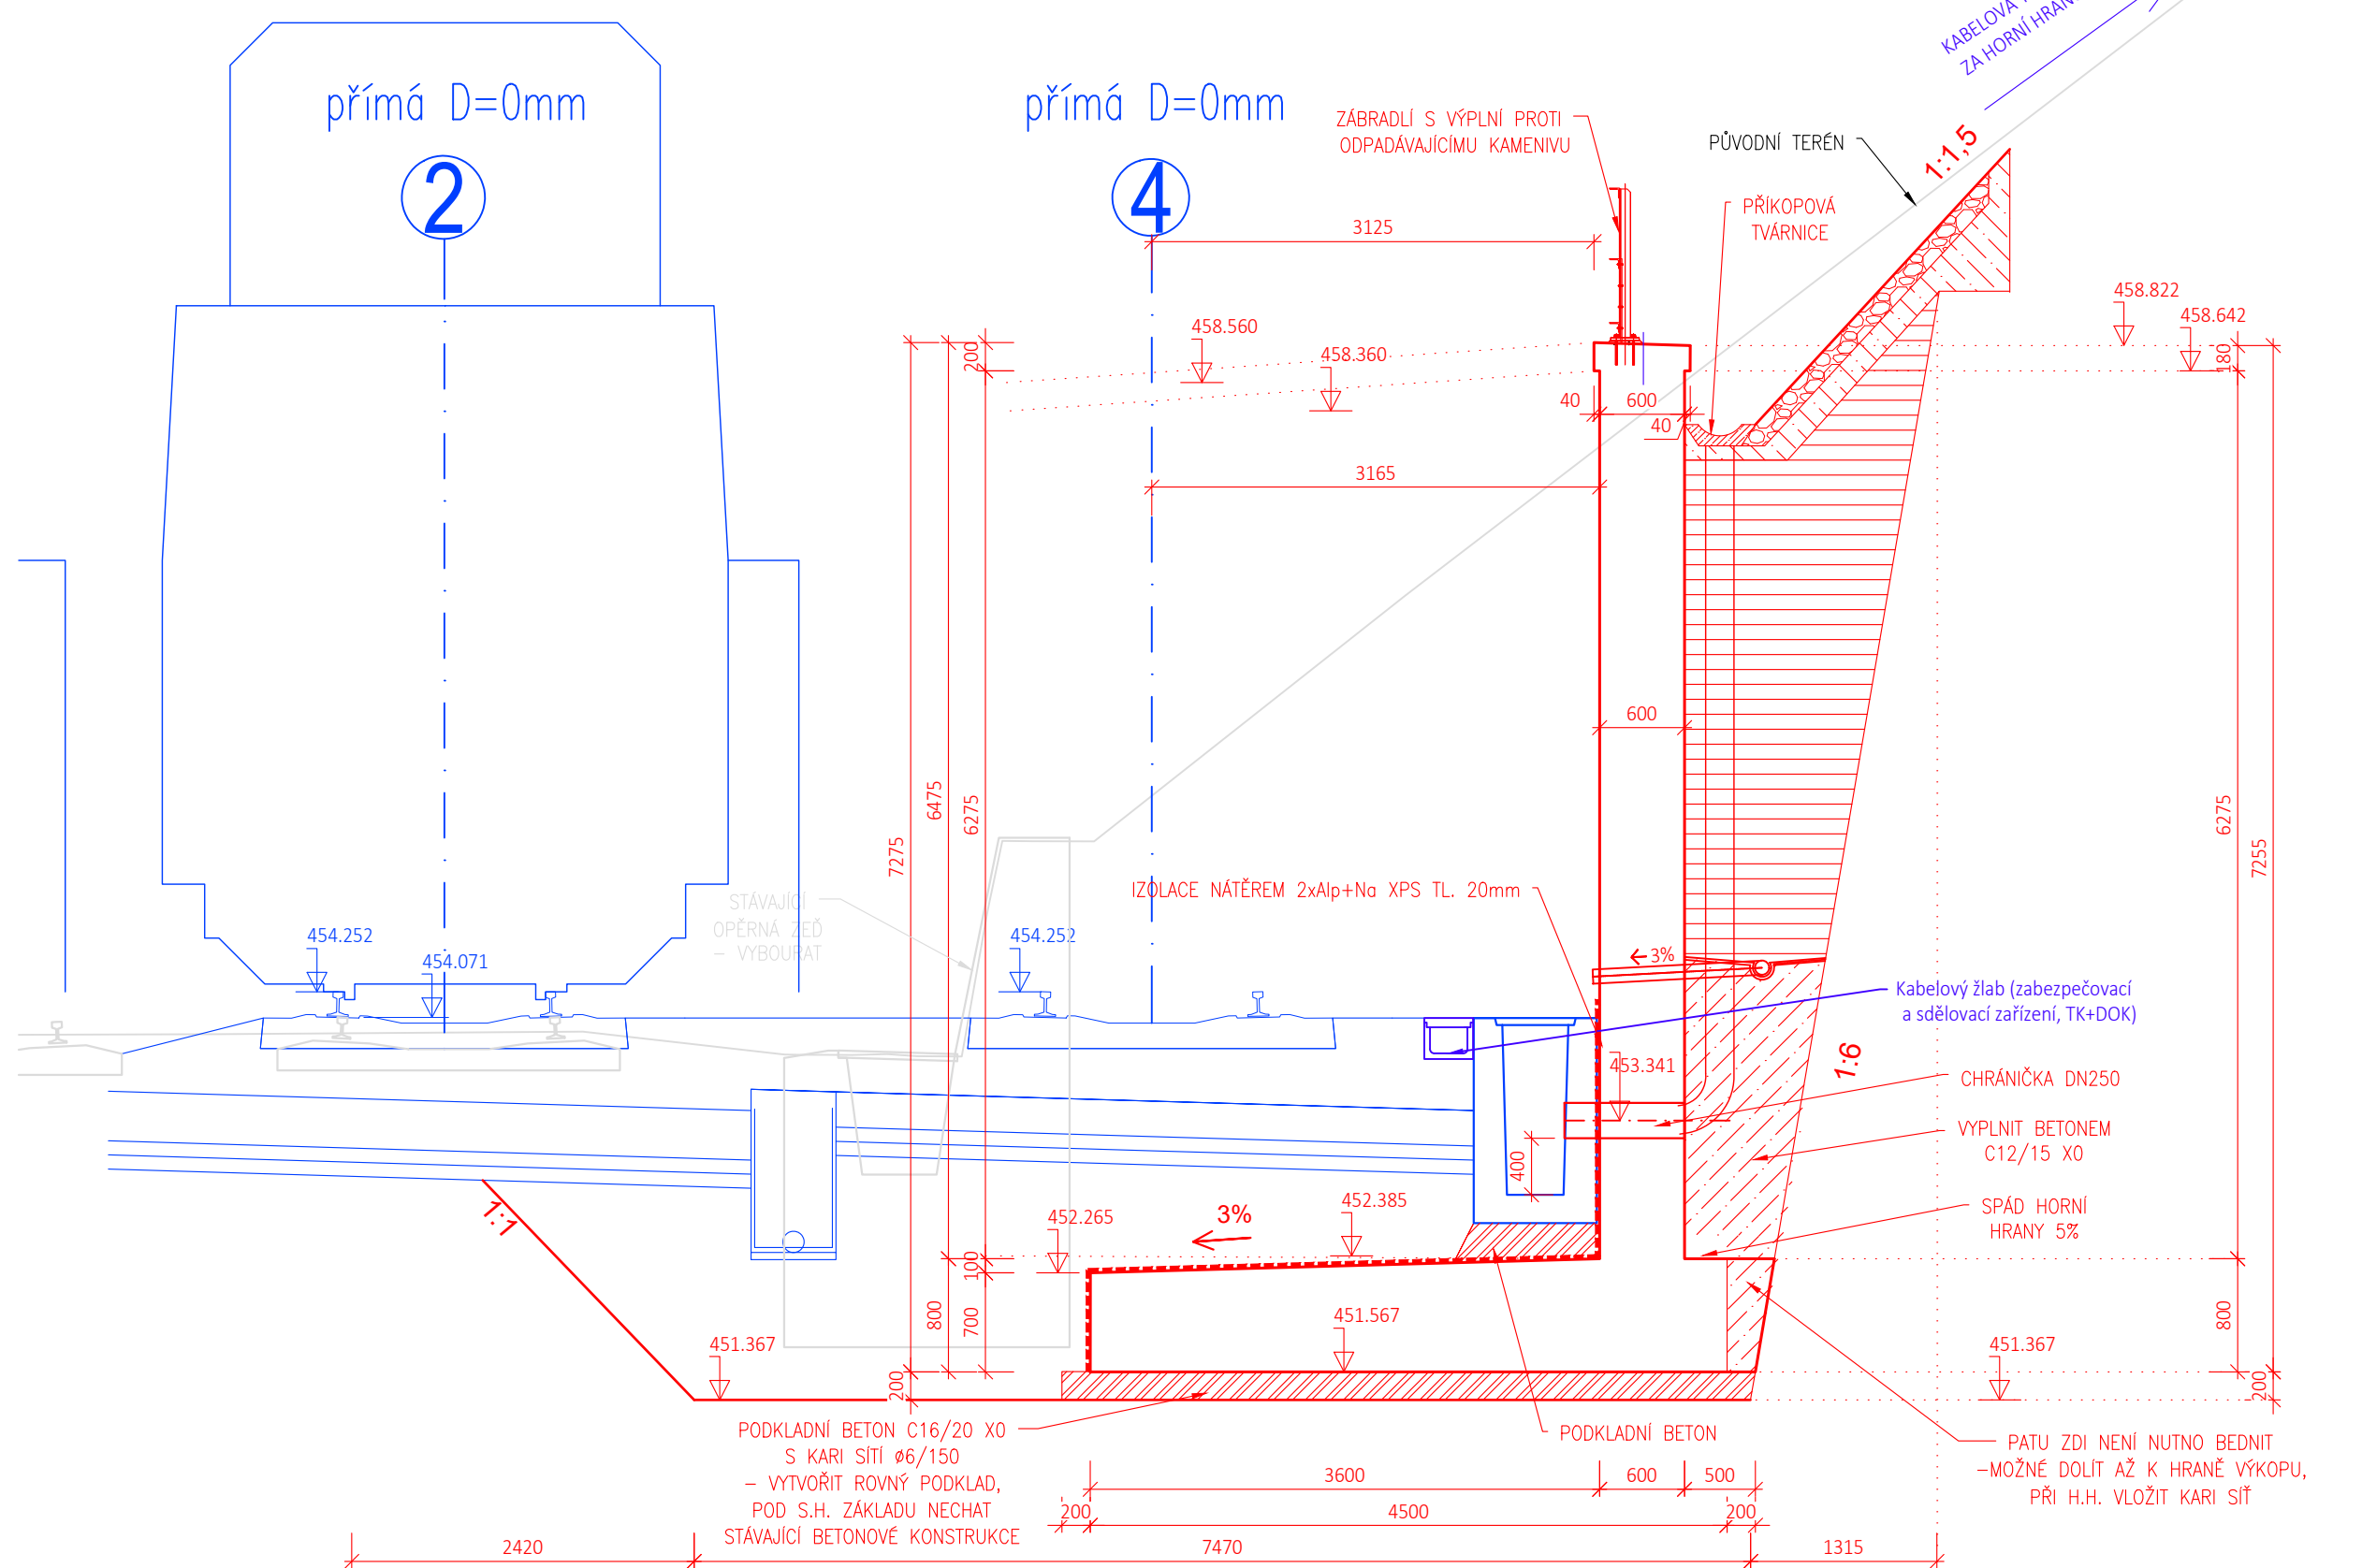 KABELOVÁ
ZA HORNÍ HRAN
přímá D=0mm
2
přímá D=0mm
4
ZÁBRADLÍ S VÝPLNÍ PROTI
ODPADÁVAJÍCÍMU KAMENIVU
PŮVODNÍ TERÉN
1:1,5
PŘÍKOPOVÁ
TVÁRNICE
3125
458.560
458.360
458.822
458.642
200
180
40
600
40
3165
600
6475
6275
7275
6275
7255
IZOLACE NÁTĚREM 2xAlp+Na XPS TL. 20mm
STÁVAJÍCÍ
OPĚRNÁ ZEĎ
- VYBOURAT
454.252
454.071
454.252
3%
Kabelový žlab (zabezpečovací
a sdělovací zařízení, TK+DOK)
453.341
1:6
CHRÁNIČKA DN250
VYPLNIT BETONEM
C12/15 X0
400
SPÁD HORNÍ
HRANY 5%
1:1
452.265
3%
452.385
100
800
700
451.567
451.367
800
451.367
200
200
PODKLADNÍ BETON C16/20 X0
S KARI SÍTÍ ø6/150
- VYTVOŘIT ROVNÝ PODKLAD,
POD S.H. ZÁKLADU NECHAT
STÁVAJÍCÍ BETONOVÉ KONSTRUKCE
PODKLADNÍ BETON
PATU ZDI NENÍ NUTNO BEDNIT
-MOŽNÉ DOLÍT AŽ K HRANĚ VÝKOPU,
PŘI H.H. VLOŽIT KARI SÍŤ
3600
600
500
200
4500
200
2420
7470
1315